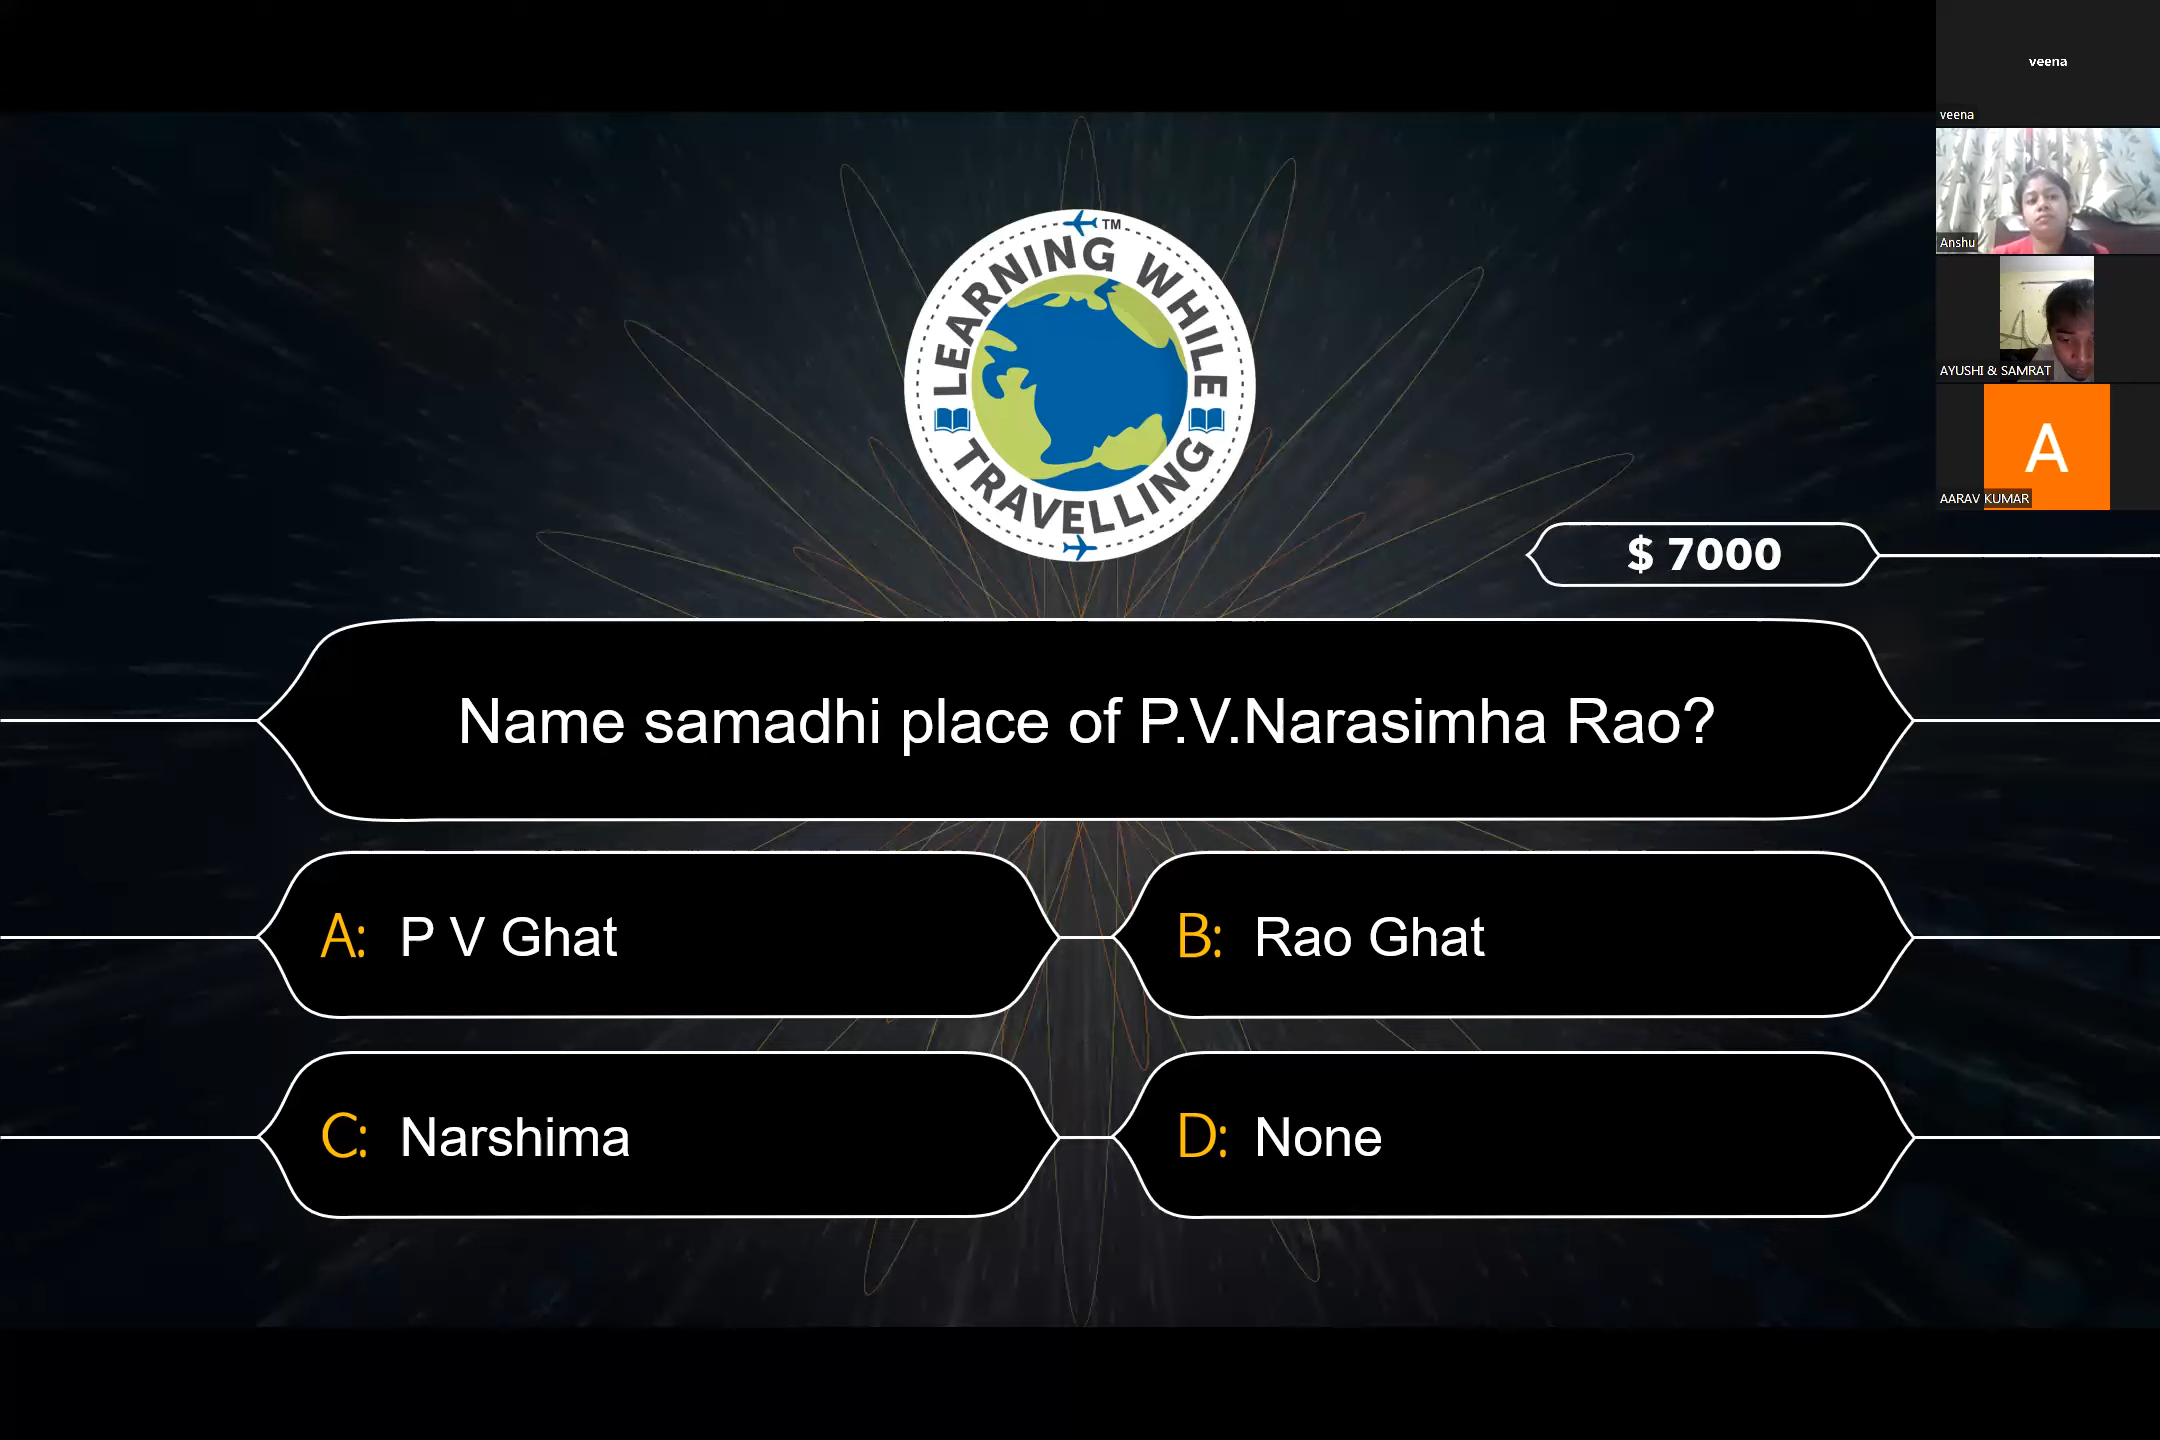 veena
veena
Anshu
AYUSHI & SAMRAT
A
AARAV KUMAR
TM
LEARNING WHILE
TRAVELLING
$ 7000
Name samadhi place of P.V.Narasimha Rao?
A: P V Ghat
B: Rao Ghat
C: Narshima
D: None